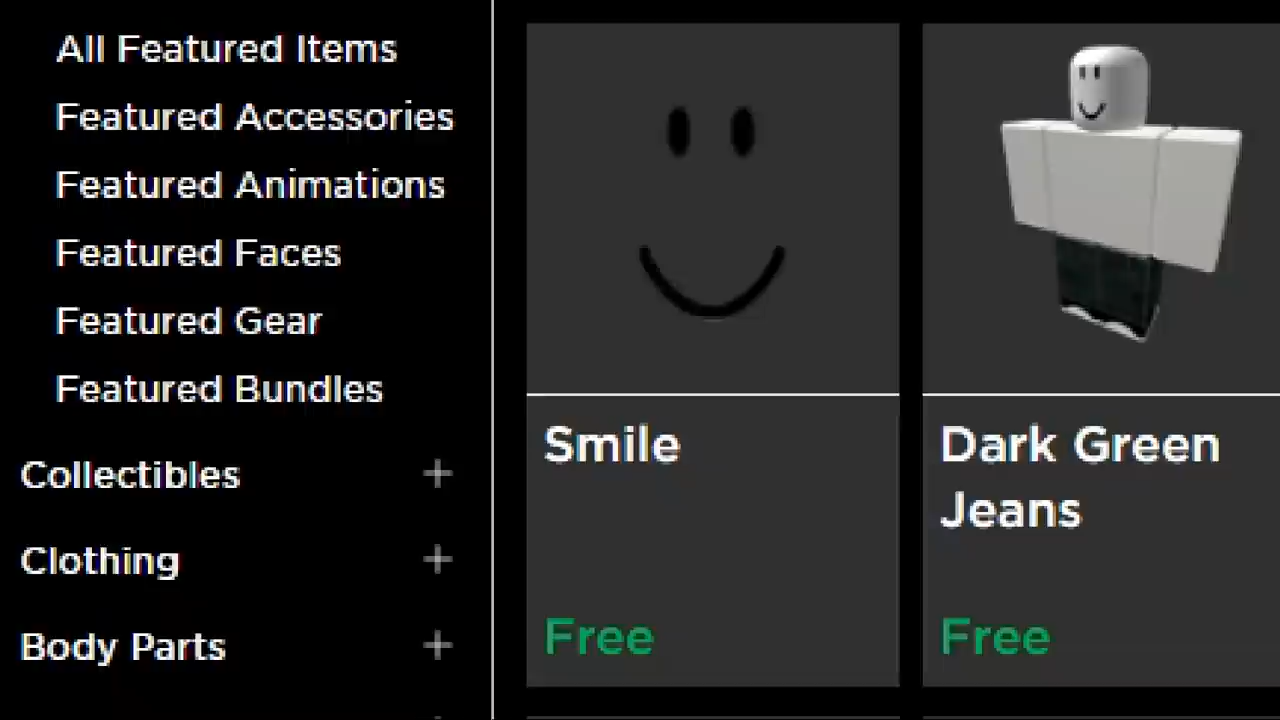 All Featured Items
Featured Accessories
Featured Animations
Featured Faces
Featured Gear
Featured Bundles
Collectibles +
Clothing +
Body Parts +
Smile
Free
Dark Green
Jeans
Free